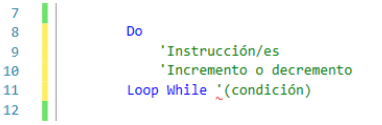 7
8 Do
9 'Instrucción/es
10 'Incremento o decremento
11 Loop While '(condición)
12